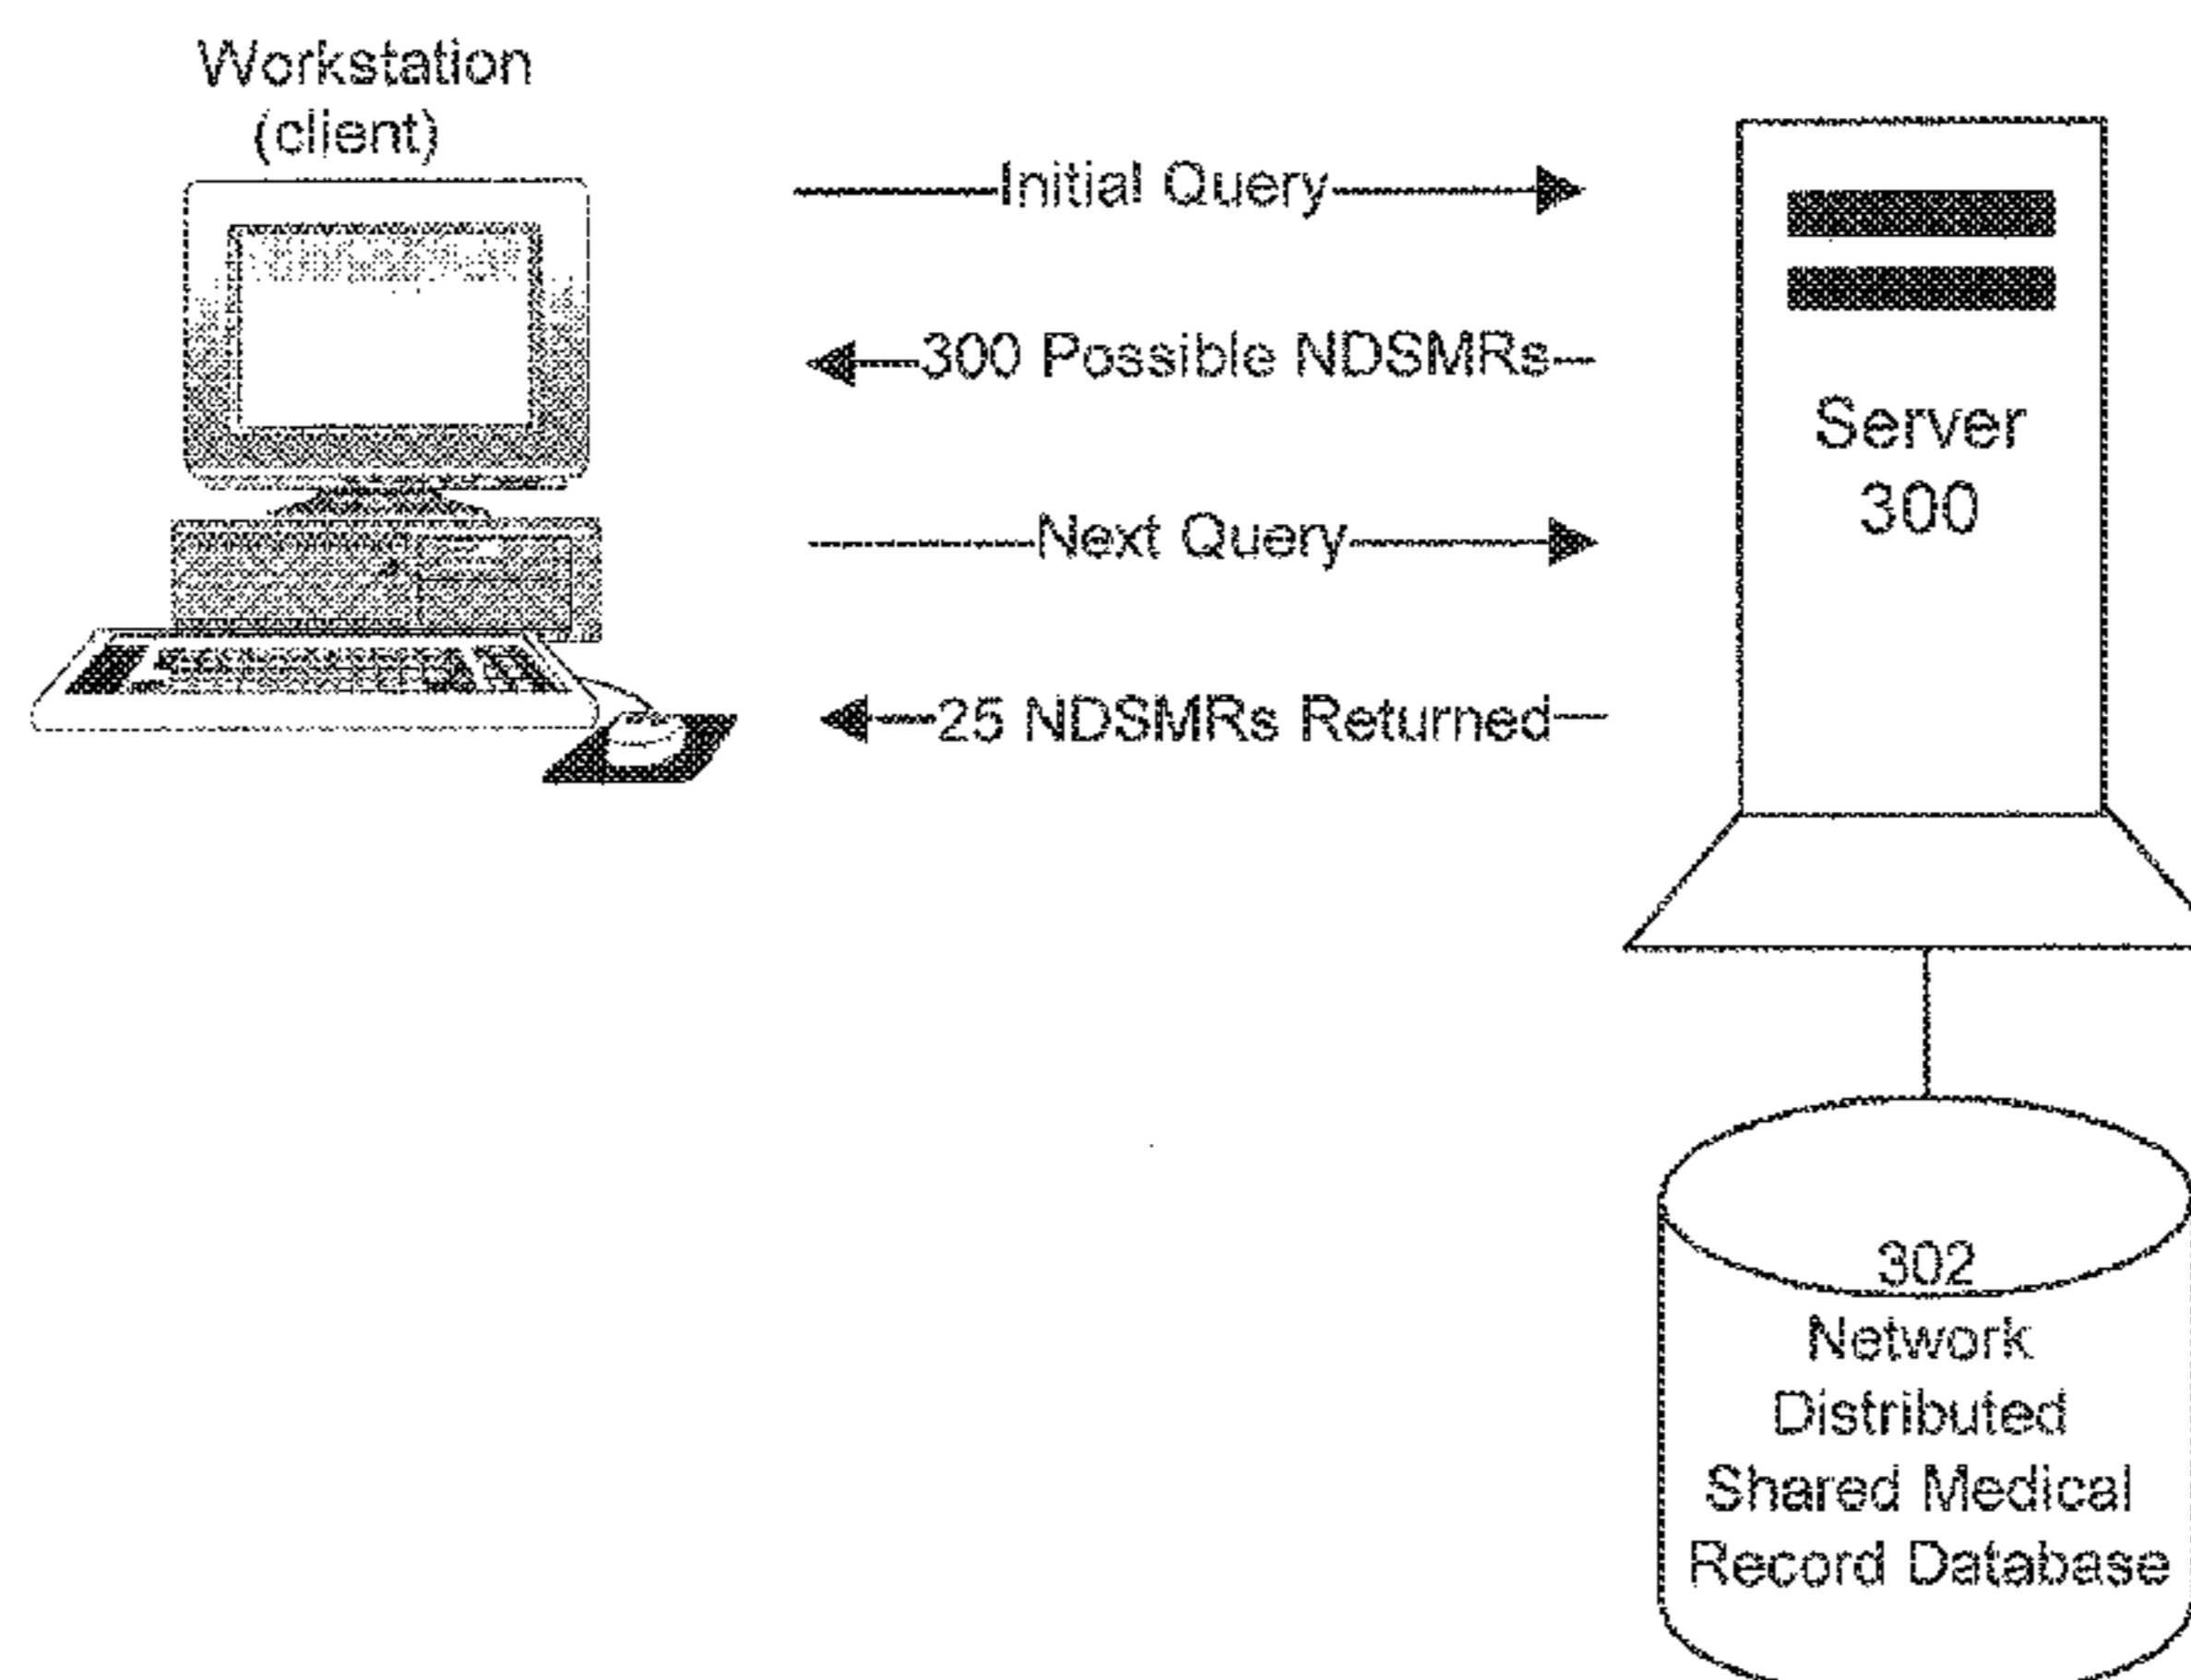 Workstation
(client)
Initial Query
300 Possible NDSMRs
Next Query
25 NDSMRs Returned
Server
300
302
Network
Distributed
Shared Medical
Record Database